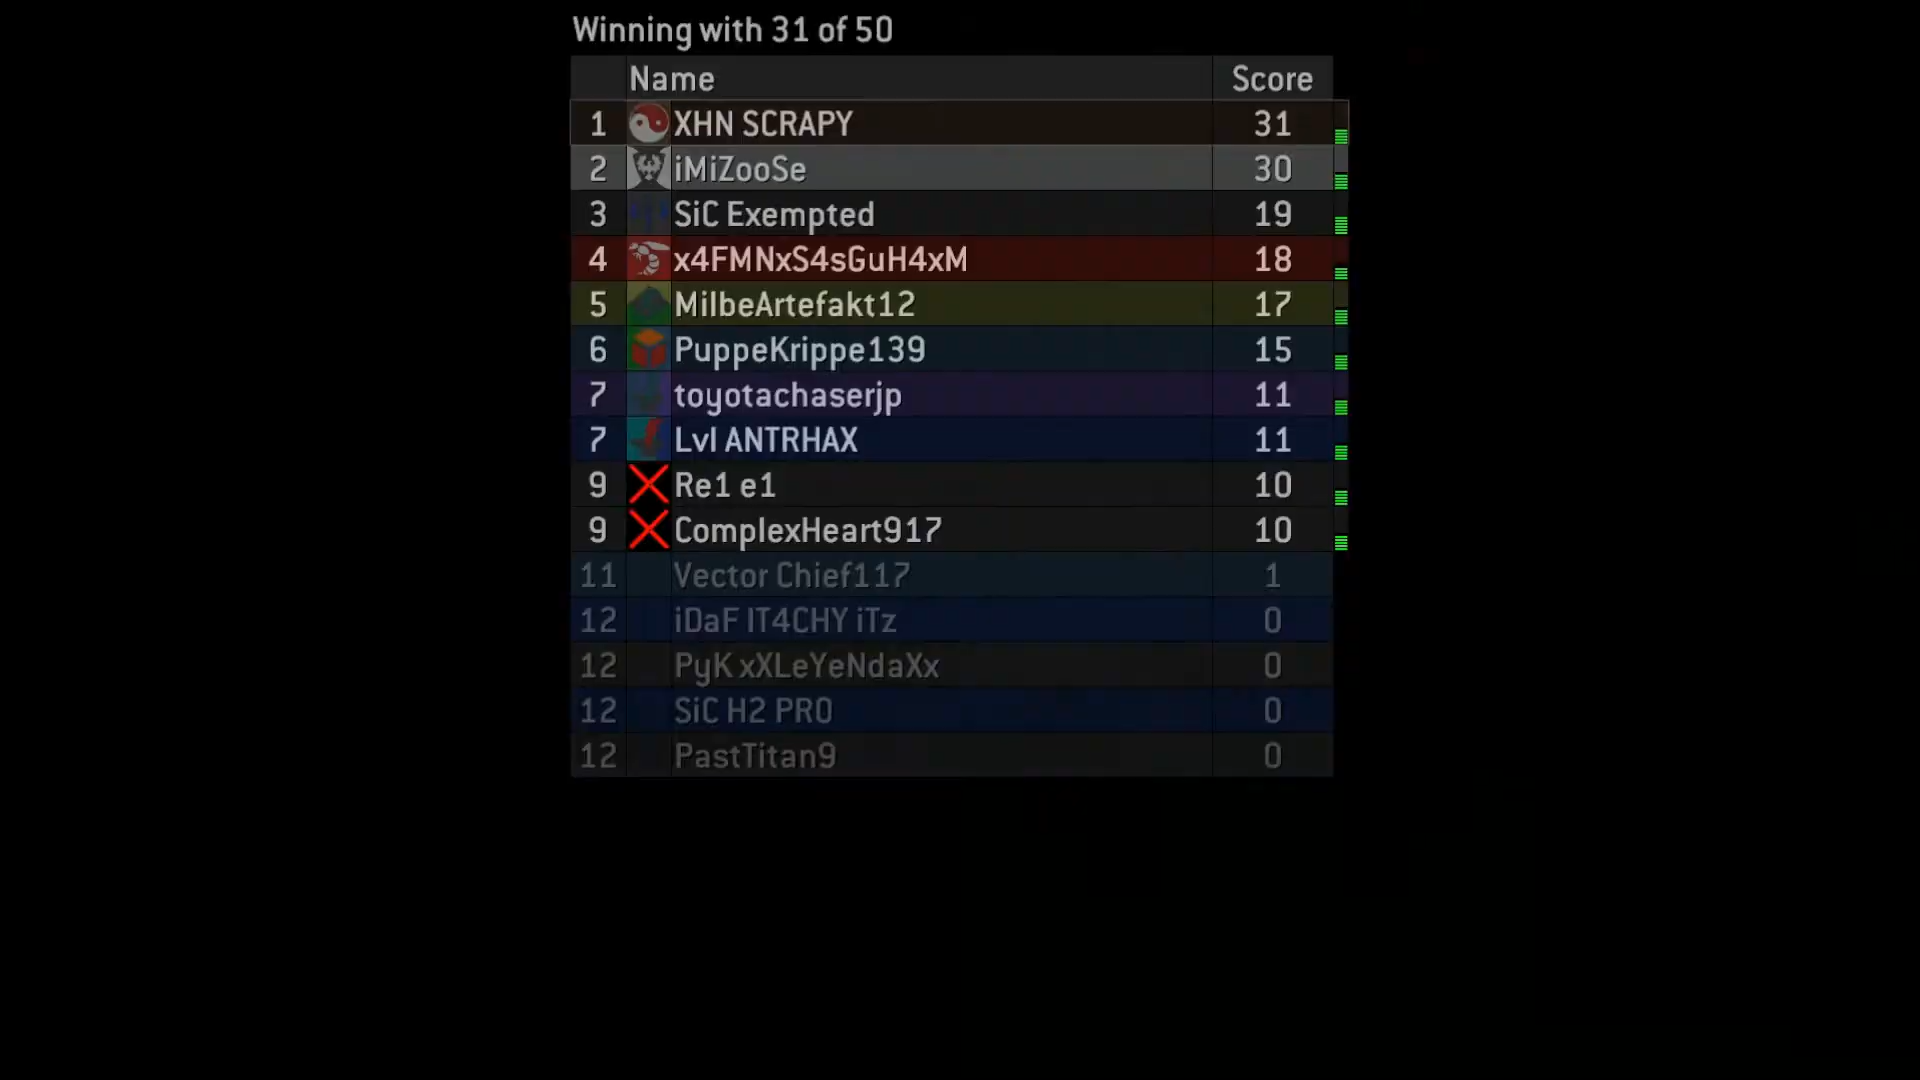 Winning with 31 of 50
Name Score
1 XHN SCRAPY 31
2 iMiZooSe 30
3 SiC Exempted 19
4 x4FMNxS4sGuH4xM 18
5 MilbeArtefakt12 17
6 PuppeKrippe139 15
7 toyotachaserjp 11
7 Lvl ANTRHAX 11
9 Re1 e1 10
9 ComplexHeart917 10
11 Vector Chief117 1
12 iDaF IT4CHY iTz 0
12 PyK xXLeYeNdaXx 0
12 SiC H2 PRO 0
12 PastTitan9 0